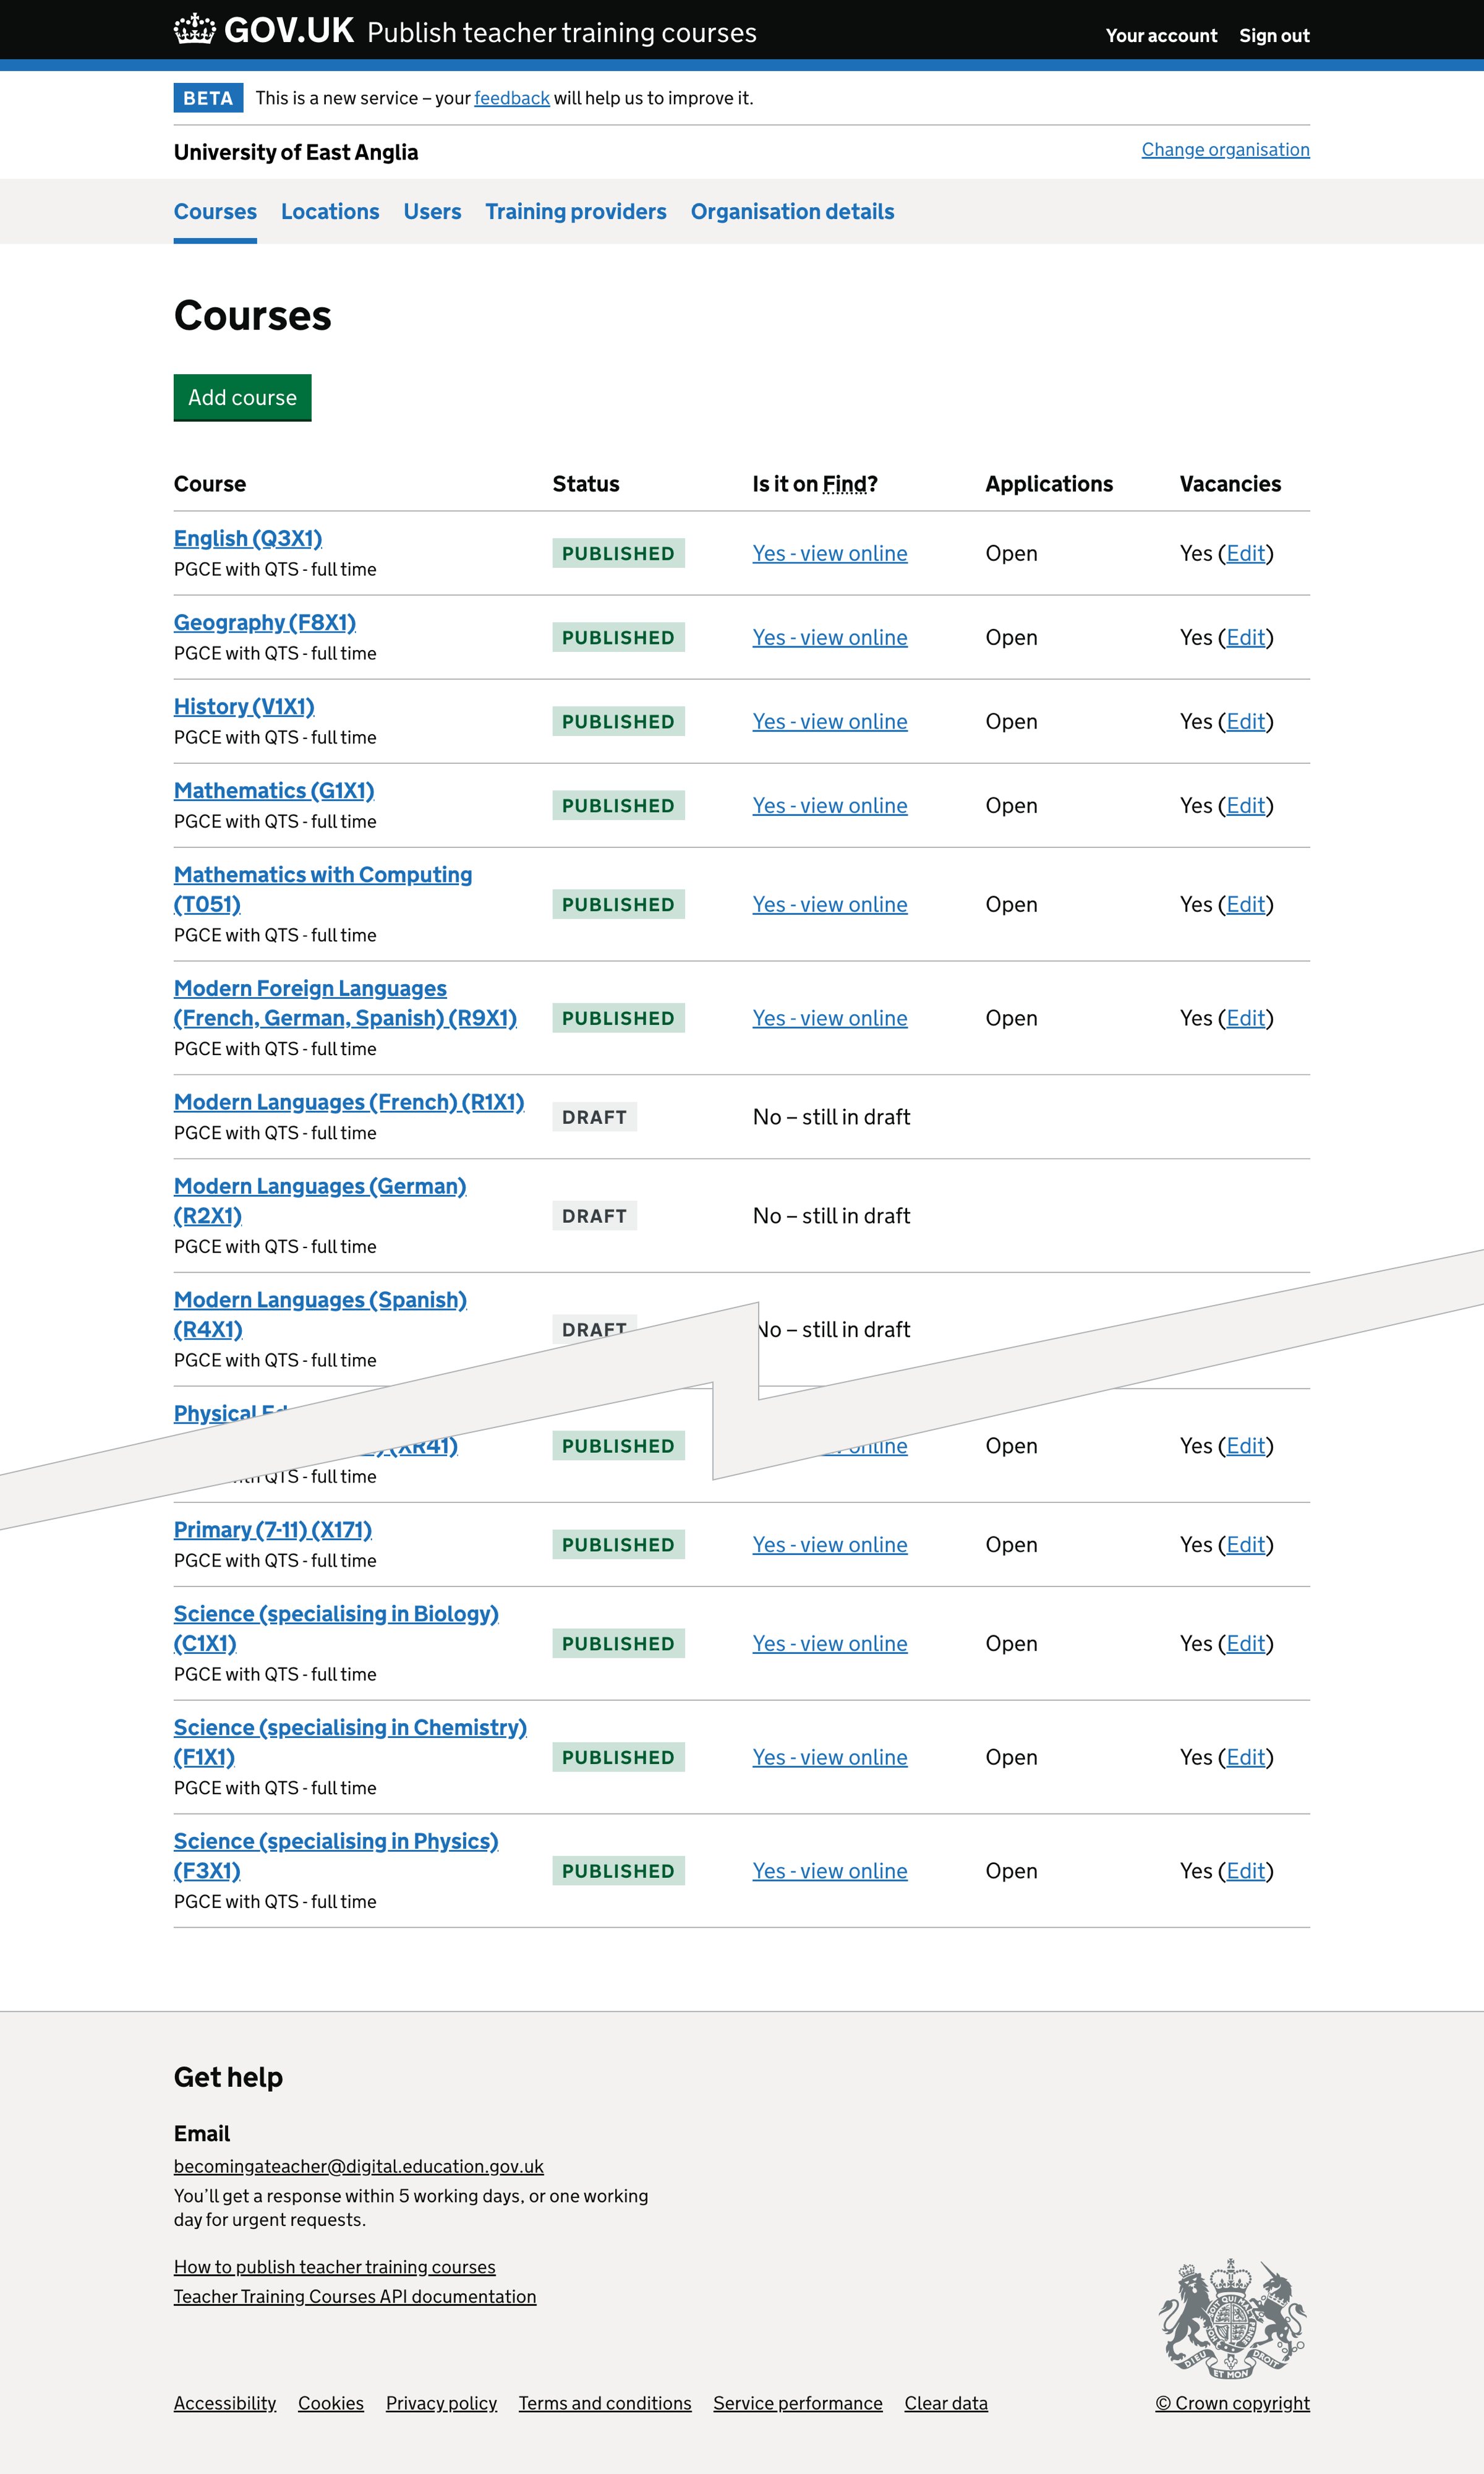 GOV.UK Publish teacher training courses Your account Sign out
BETA This is a new service – your feedback will help us to improve it.
University of East Anglia Change organisation
Courses Locations Users Training providers Organisation details
Courses
Add course
Course Status Is it on Find? Applications Vacancies
English (Q3X1)
PGCE with QTS - full time
PUBLISHED Yes - view online Open Yes (Edit)
Geography (F8X1)
PGCE with QTS - full time
PUBLISHED Yes - view online Open Yes (Edit)
History (V1X1)
PGCE with QTS - full time
PUBLISHED Yes - view online Open Yes (Edit)
Mathematics (G1X1)
PGCE with QTS - full time
PUBLISHED Yes - view online Open Yes (Edit)
Mathematics with Computing
(T051)
PGCE with QTS - full time
PUBLISHED Yes - view online Open Yes (Edit)
Modern Foreign Languages
(French, German, Spanish) (R9X1)
PGCE with QTS - full time
PUBLISHED Yes - view online Open Yes (Edit)
Modern Languages (French) (R1X1)
PGCE with QTS - full time
DRAFT No – still in draft
Modern Languages (German)
(R2X1)
PGCE with QTS - full time
DRAFT No – still in draft
Modern Languages (Spanish)
(R4X1)
PGCE with QTS - full time
DRAFT No – still in draft
Physical
(XR41)
QTS - full time
PUBLISHED online Open Yes (Edit)
Primary (7-11) (X171)
PGCE with QTS - full time
PUBLISHED Yes - view online Open Yes (Edit)
Science (specialising in Biology)
(C1X1)
PGCE with QTS - full time
PUBLISHED Yes - view online Open Yes (Edit)
Science (specialising in Chemistry)
(F1X1)
PGCE with QTS - full time
PUBLISHED Yes - view online Open Yes (Edit)
Science (specialising in Physics)
(F3X1)
PGCE with QTS - full time
PUBLISHED Yes - view online Open Yes (Edit)
Get help
Email
becomingateacher@digital.education.gov.uk
You’ll get a response within 5 working days, or one working
day for urgent requests.
How to publish teacher training courses
Teacher Training Courses API documentation
DIEU ET MON DROIT
Accessibility Cookies Privacy policy Terms and conditions Service performance Clear data © Crown copyright